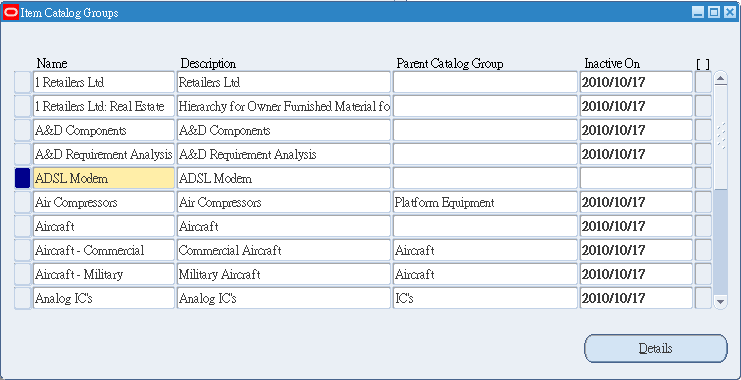 Item Catalog Groups
Name Description Parent Catalog Group Inactive On [ ]
1 Retailers Ltd Retailers Ltd 2010/10/17
1 Retailers Ltd: Real Estate Hierarchy for Owner Furnished Material fo 2010/10/17
A&D Components A&D Components 2010/10/17
A&D Requirement Analysis A&D Requirement Analysis 2010/10/17
ADSL Modem ADSL Modem
Air Compressors Air Compressors Platform Equipment 2010/10/17
Aircraft Aircraft 2010/10/17
Aircraft - Commercial Commercial Aircraft Aircraft 2010/10/17
Aircraft - Military Military Aircraft Aircraft 2010/10/17
Analog IC's Analog IC's IC's 2010/10/17
Details